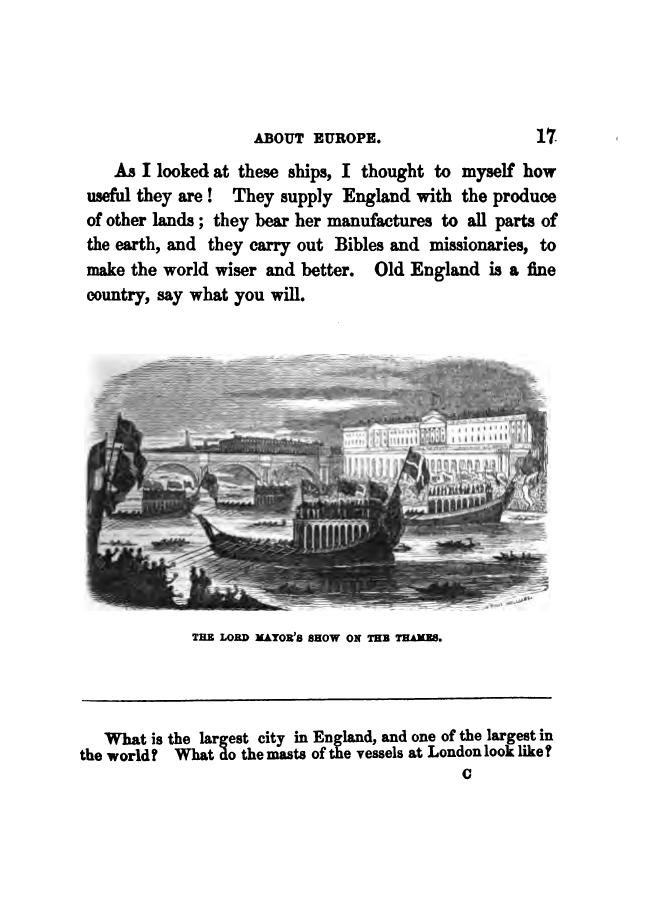 ABOUT EUROPE. 17
As I looked at these ships, I thought to myself how
useful they are! They supply England with the produce
of other lands; they bear her manufactures to all parts of
the earth, and they carry out Bibles and missionaries, to
make the world wiser and better. Old England is a fine
country, say what you will.
THE LORD MAYOR'S SHOW ON THE THAMES.
What is the largest city in England, and one of the largest in
the world? What do the masts of the vessels at London look like?
C